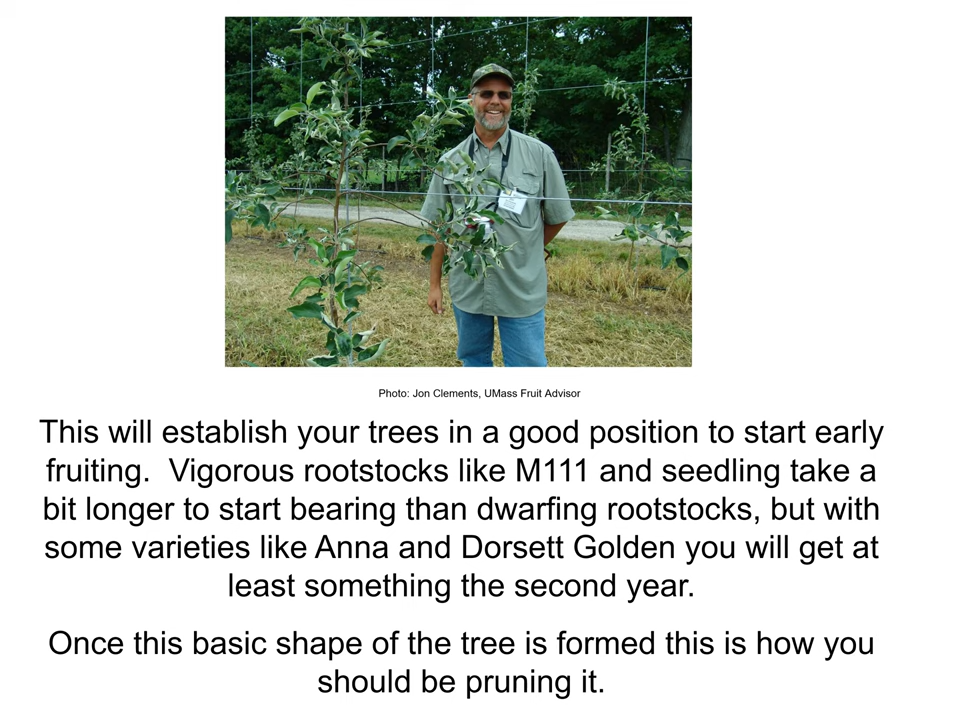 Photo: Jon Clements, UMass Fruit Advisor
This will establish your trees in a good position to start early
fruiting.  Vigorous rootstocks like M111 and seedling take a
bit longer to start bearing than dwarfing rootstocks, but with
some varieties like Anna and Dorsett Golden you will get at
least something the second year.
Once this basic shape of the tree is formed this is how you
should be pruning it.